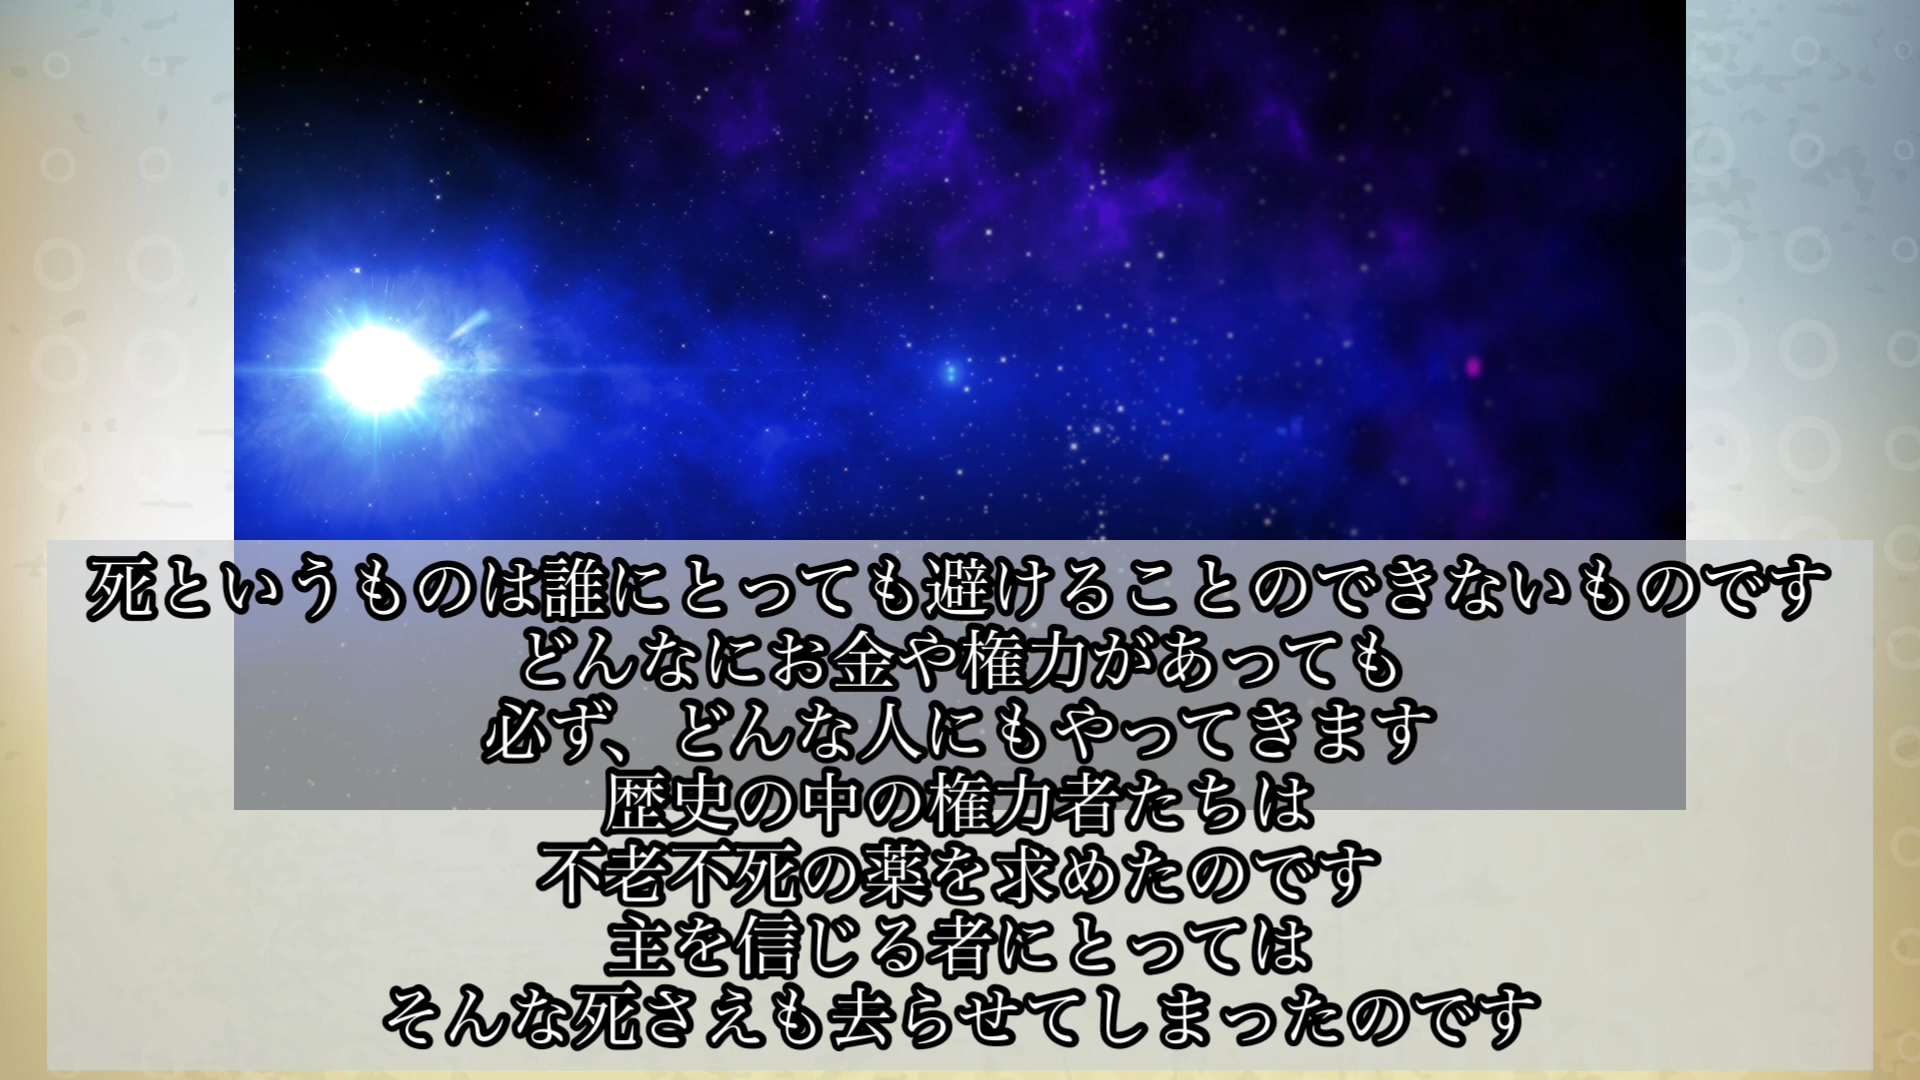 死というものは誰にとっても避けることのできないものです
どんなにお金や権力があっても
必ず、どんな人にもやってきます
歴史の中の権力者たちは
不老不死の薬を求めたのです
主を信じる者にとっては
そんな死さえも去らせてしまったのです